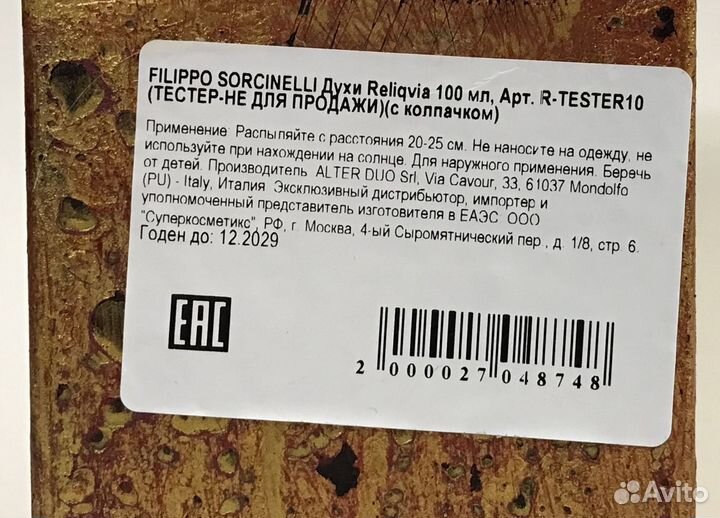 FILIPPO SORCINELLI Духи Reliqvia 100 мл, Арт. R-TESTER10
(ТЕСТЕР-НЕ ДЛЯ ПРОДАЖИ)(с колпачком)
Применение: Распыляйте с расстояния 20-25 см. Не наносите на одежду, не
используйте при нахождении на солнце. Для наружного применения. Беречь
от детей. Производитель: ALTER DUO Srl, Via Cavour, 33, 61037 Mondolfo
(PU) - Italy, Италия. Эксклюзивный дистрибьютор, импортер и
уполномоченный представитель изготовителя в ЕАЭС: ООО
"Суперкосметикс", РФ, г. Москва, 4-ый Сыромятнический пер., д. 1/8, стр. 6.
Годен до: 12.2029
EAC
2 000027 048748
Avito